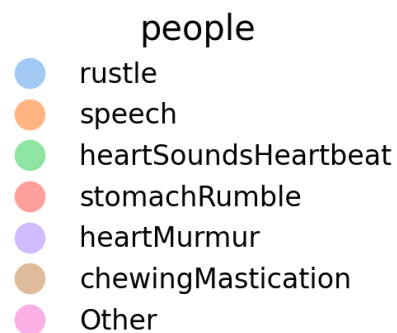 people
rustle
speech
heartSoundsHeartbeat
stomachRumble
heartMurmur
chewingMastication
Other